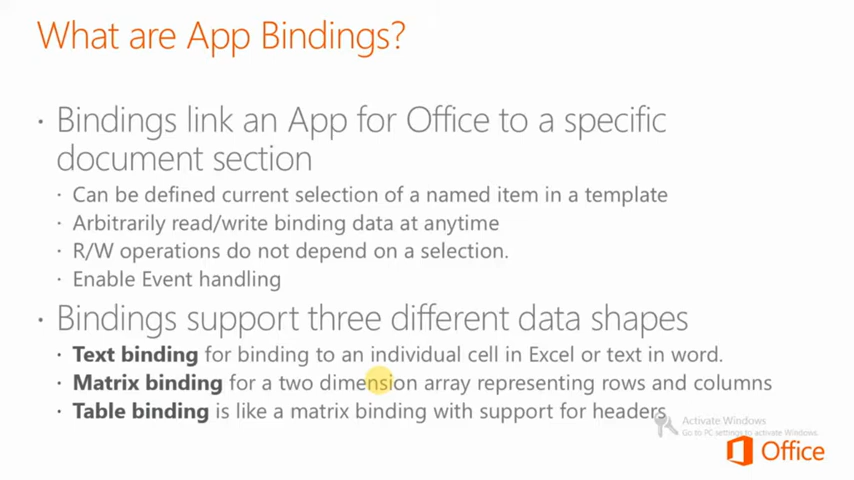 What are App Bindings?
· Bindings link an App for Office to a specific
document section
· Can be defined current selection of a named item in a template
· Arbitrarily read/write binding data at anytime
· R/W operations do not depend on a selection.
· Enable Event handling
· Bindings support three different data shapes
· Text binding for binding to an individual cell in Excel or text in word.
· Matrix binding for a two dimension array representing rows and columns
· Table binding is like a matrix binding with support for headers
Activate Windows
Go to PC settings to activate Windows.
Office